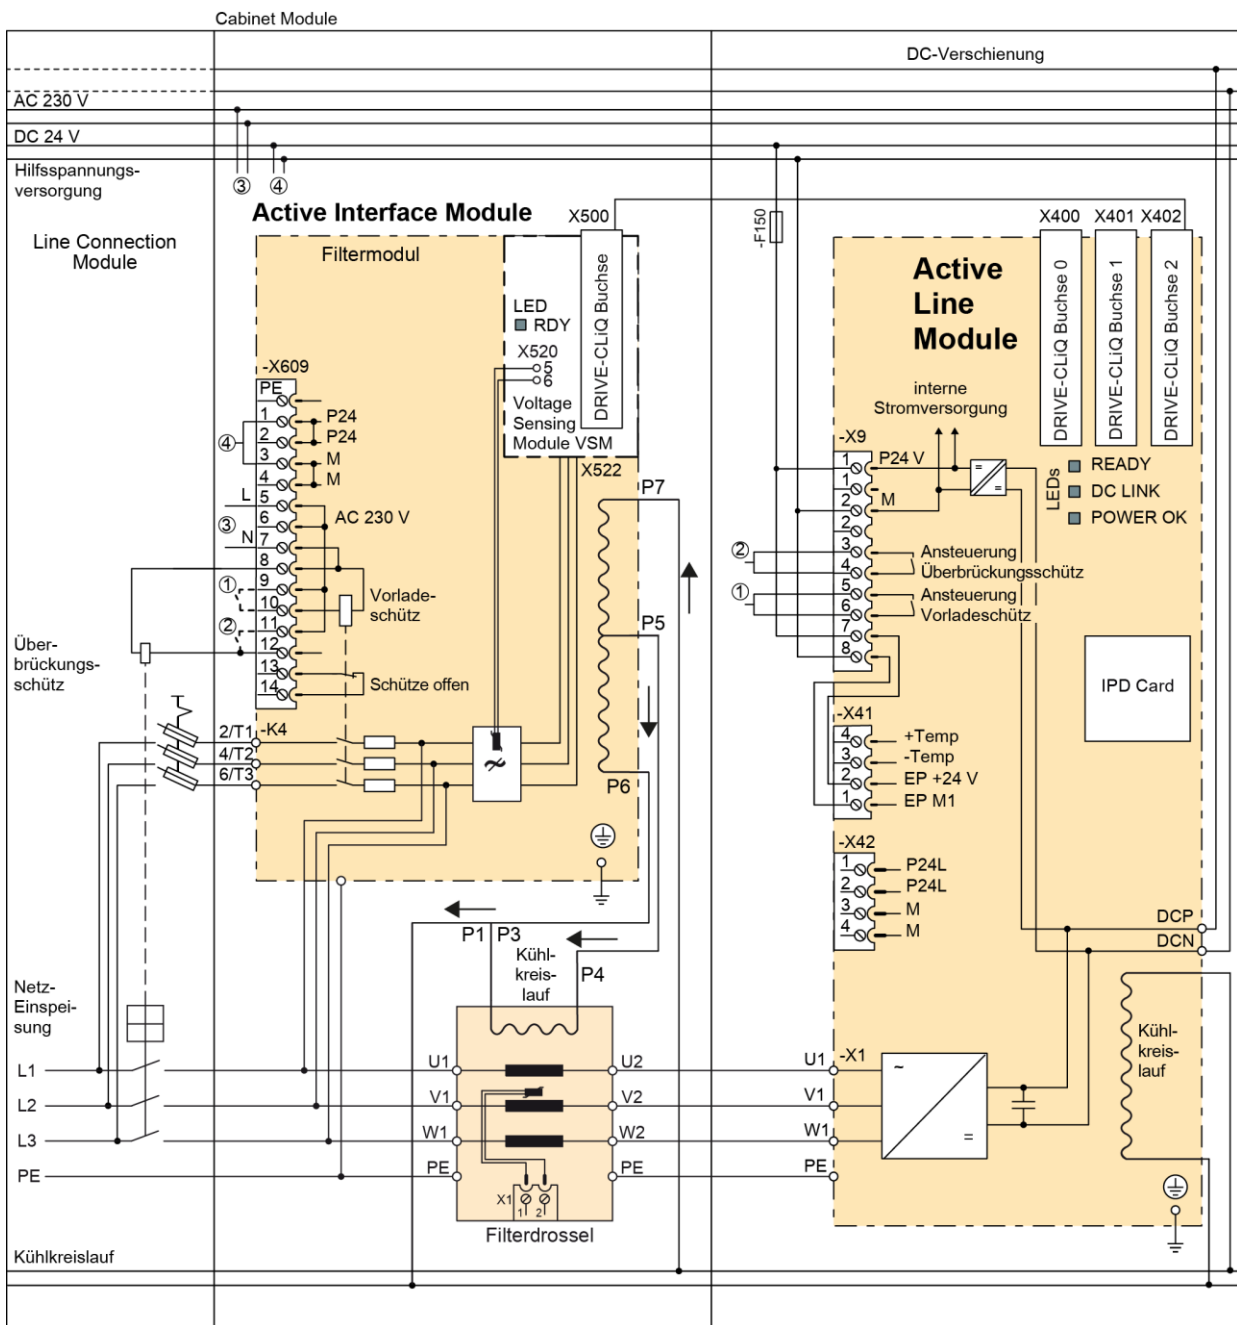 Cabinet Module
DC-Verschienung
AC 230 V
DC 24 V
Hilfsspannungs-
versorgung
③
④
Line Connection
Module
Active Interface Module
Filtermodul
X500
DRIVE-CLiQ Buchse
LED
RDY
X520
5
6
Voltage
Sensing
Module VSM
X522
-X609
PE
1
P24
2
P24
3
M
4
M
④
L
5
6
AC 230 V
③
N
7
8
9
①
10
11
②
12
13
14
Vorlade-
schütz
Schütze offen
Über-
brückungs-
schütz
2/T1
4/T2
6/T3
-K4
P7
P5
P6
P1
P3
P4
Kühl-
kreis-
lauf
Netz-
Einspei-
sung
L1
L2
L3
PE
U1
V1
W1
PE
U2
V2
W2
PE
X1
1
2
Filterdrossel
Kühlkreislauf
-F150
X400
X401
X402
DRIVE-CLiQ Buchse 0
DRIVE-CLiQ Buchse 1
DRIVE-CLiQ Buchse 2
Active
Line
Module
interne
Stromversorgung
-X9
1
P24 V
1
2
M
2
3
4
5
6
7
8
②
①
Ansteuerung
Überbrückungsschütz
Ansteuerung
Vorladeschütz
LEDs
READY
DC LINK
POWER OK
IPD Card
-X41
4
+Temp
3
-Temp
2
EP +24 V
1
EP M1
-X42
1
P24L
2
P24L
3
M
4
M
DCP
DCN
Kühl-
kreis-
lauf
U1
-X1
V1
W1
PE
~
=